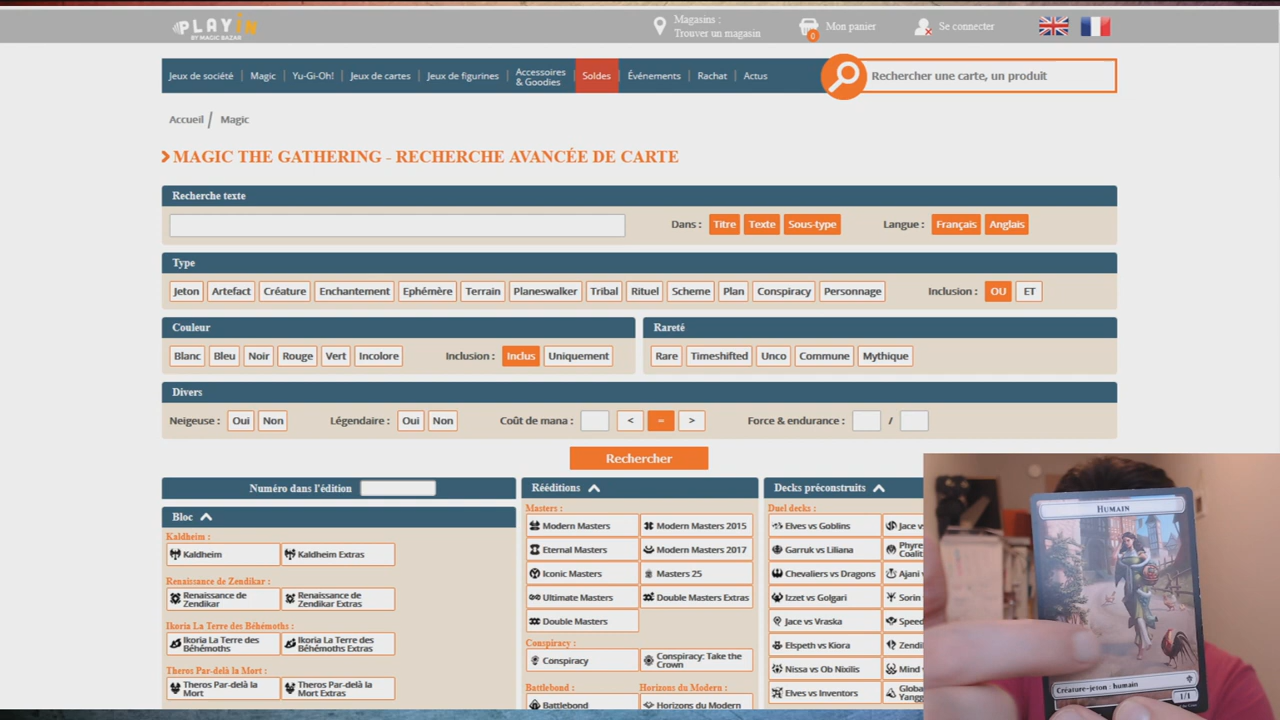 PLAYIN
BY MAGIC BAZAR
Magasins :
Trouver un magasin
0
Mon panier
Se connecter
Jeux de société
Magic
Yu-Gi-Oh!
Jeux de cartes
Jeux de figurines
Accessoires
& Goodies
Soldes
Événements
Rachat
Actus
Rechercher une carte, un produit
Accueil / Magic
MAGIC THE GATHERING - RECHERCHE AVANCÉE DE CARTE
Recherche texte
Dans : Titre Texte Sous-type
Langue : Français Anglais
Type
Jeton Artefact Créature Enchantement Ephémère Terrain Planeswalker Tribal Rituel Scheme Plan Conspiracy Personnage
Inclusion : OU ET
Couleur
Blanc Bleu Noir Rouge Vert Incolore
Inclusion : Inclus Uniquement
Rareté
Rare Timeshifted Unco Commune Mythique
Divers
Neigeuse : Oui Non
Légendaire : Oui Non
Coût de mana : < = >
Force & endurance : /
Rechercher
Numéro dans l'édition
Bloc
Kaldheim :
Kaldheim
Kaldheim Extras
Renaissance de Zendikar :
Renaissance de
Zendikar
Renaissance de
Zendikar Extras
Ikoria La Terre des Béhémoths :
Ikoria La Terre des
Béhémoths
Ikoria La Terre des
Béhémoths Extras
Theros Par-delà la Mort :
Theros Par-delà la
Mort
Theros Par-delà la
Mort Extras
Rééditions
Masters :
Modern Masters
Modern Masters 2015
Eternal Masters
Modern Masters 2017
Iconic Masters
Masters 25
Ultimate Masters
Double Masters Extras
Double Masters
Conspiracy :
Conspiracy
Conspiracy: Take the
Crown
Battlebond :
Horizons du Modern :
Battlebond
Horizons du Modern
Decks préconstruits
Duel decks :
Elves vs Goblins
Jace v
Garruk vs Liliana
Phyre
Coalit
Chevaliers vs Dragons
Ajani
Izzet vs Golgari
Sorin
Jace vs Vraska
Speed
Elspeth vs Kiora
Zendi
Nissa vs Ob Nixilis
Mind
Elves vs Inventors
Globa
Yangg
HUMAIN
Créature-jeton : humain
1/1